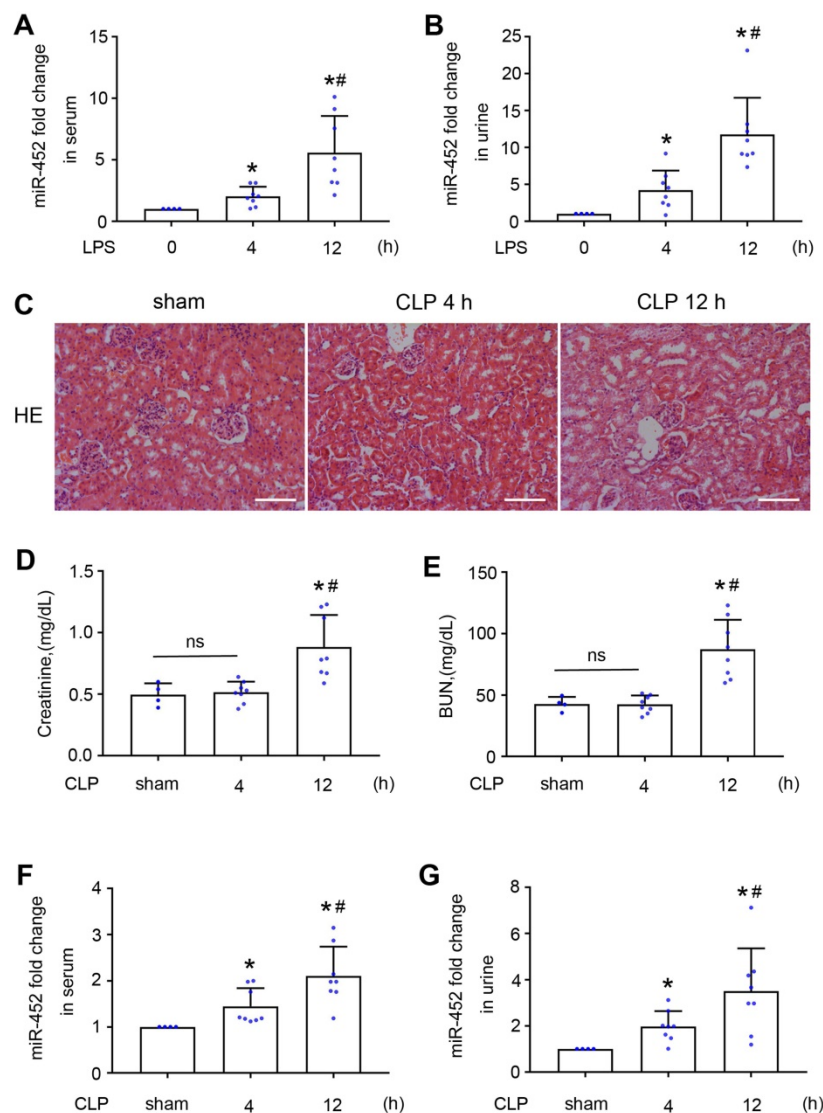 A
miR-452 fold change
in serum
15
10
5
0
*
*#
LPS 0 4 12 (h)
B
miR-452 fold change
in urine
25
20
15
10
5
0
*
*#
LPS 0 4 12 (h)
C
sham CLP 4 h CLP 12 h
HE
D
Creatinine,(mg/dL)
1.5
1.0
0.5
0.0
ns
*#
CLP sham 4 12 (h)
E
BUN,(mg/dL)
150
100
50
0
ns
*#
CLP sham 4 12 (h)
F
miR-452 fold change
in serum
4
3
2
1
0
*
*#
CLP sham 4 12 (h)
G
miR-452 fold change
in urine
8
6
4
2
0
*
*#
CLP sham 4 12 (h)